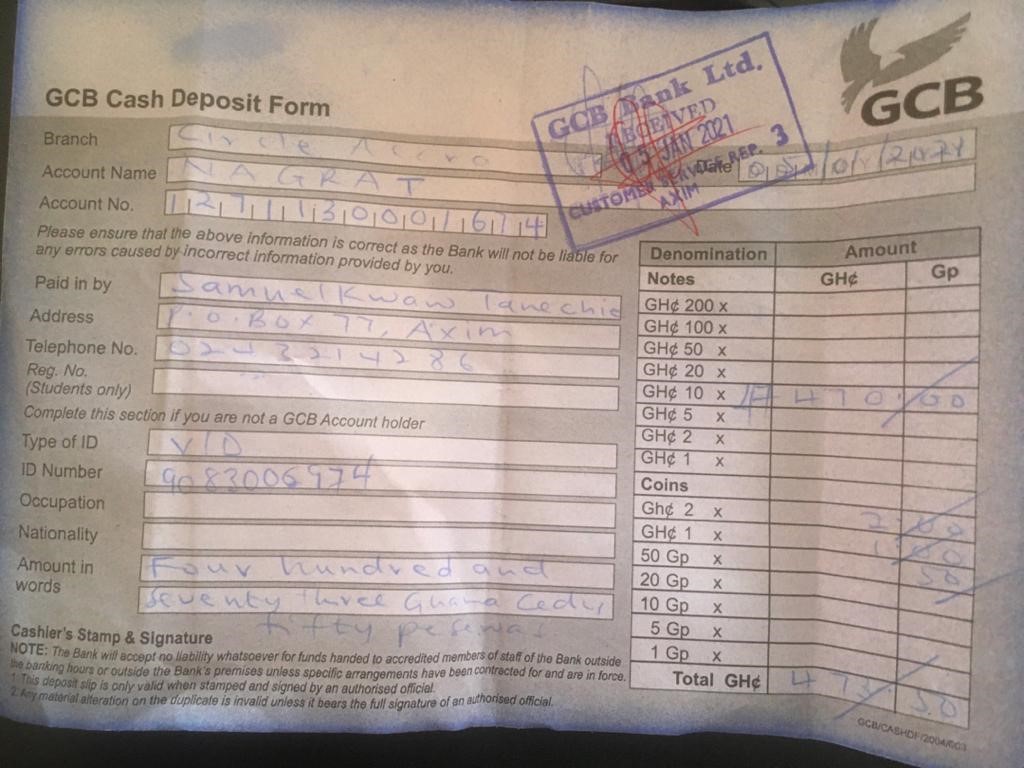 GCB Cash Deposit Form
GCB
GCB Bank Ltd.
RECEIVED
JAN 2021
CUSTOMER SERVICE REP. 3
AXIM
Branch Circle Accra
Date
Account Name NAGRAT
Account No. 1271130001674
Please ensure that the above information is correct as the Bank will not be liable for
any errors caused by incorrect information provided by you.
Paid in by Samuel Kwaw Tanechie
Address P.O. Box 77, Axim
Telephone No. 0243214286
Reg. No.
(Students only)
Complete this section if you are not a GCB Account holder
Type of ID VID
ID Number 9083006974
Occupation
Nationality
Amount in words Four hundred and
Seventy three Ghana Cedis
fifty pesewas
Cashier's Stamp & Signature
NOTE: The Bank will accept no liability whatsoever for funds handed to accredited members of staff of the Bank outside
the banking hours or outside the Bank's premises unless specific arrangements have been contracted for and are in force.
1. This deposit slip is only valid when stamped and signed by an authorised official.
2. Any material alteration on the duplicate is invalid unless it bears the full signature of an authorised official.
Denomination Amount
Notes GH¢ Gp
GH¢ 200 x
GH¢ 100 x
GH¢ 50 x
GH¢ 20 x
GH¢ 10 x 470.00
GH¢ 5 x
GH¢ 2 x
GH¢ 1 x
Coins
Gh¢ 2 x 2.00
GH¢ 1 x 1.00
50 Gp x 50
20 Gp x
10 Gp x
5 Gp x
1 Gp x
Total GH¢ 473.50
GCB/CASHDF/2004/003